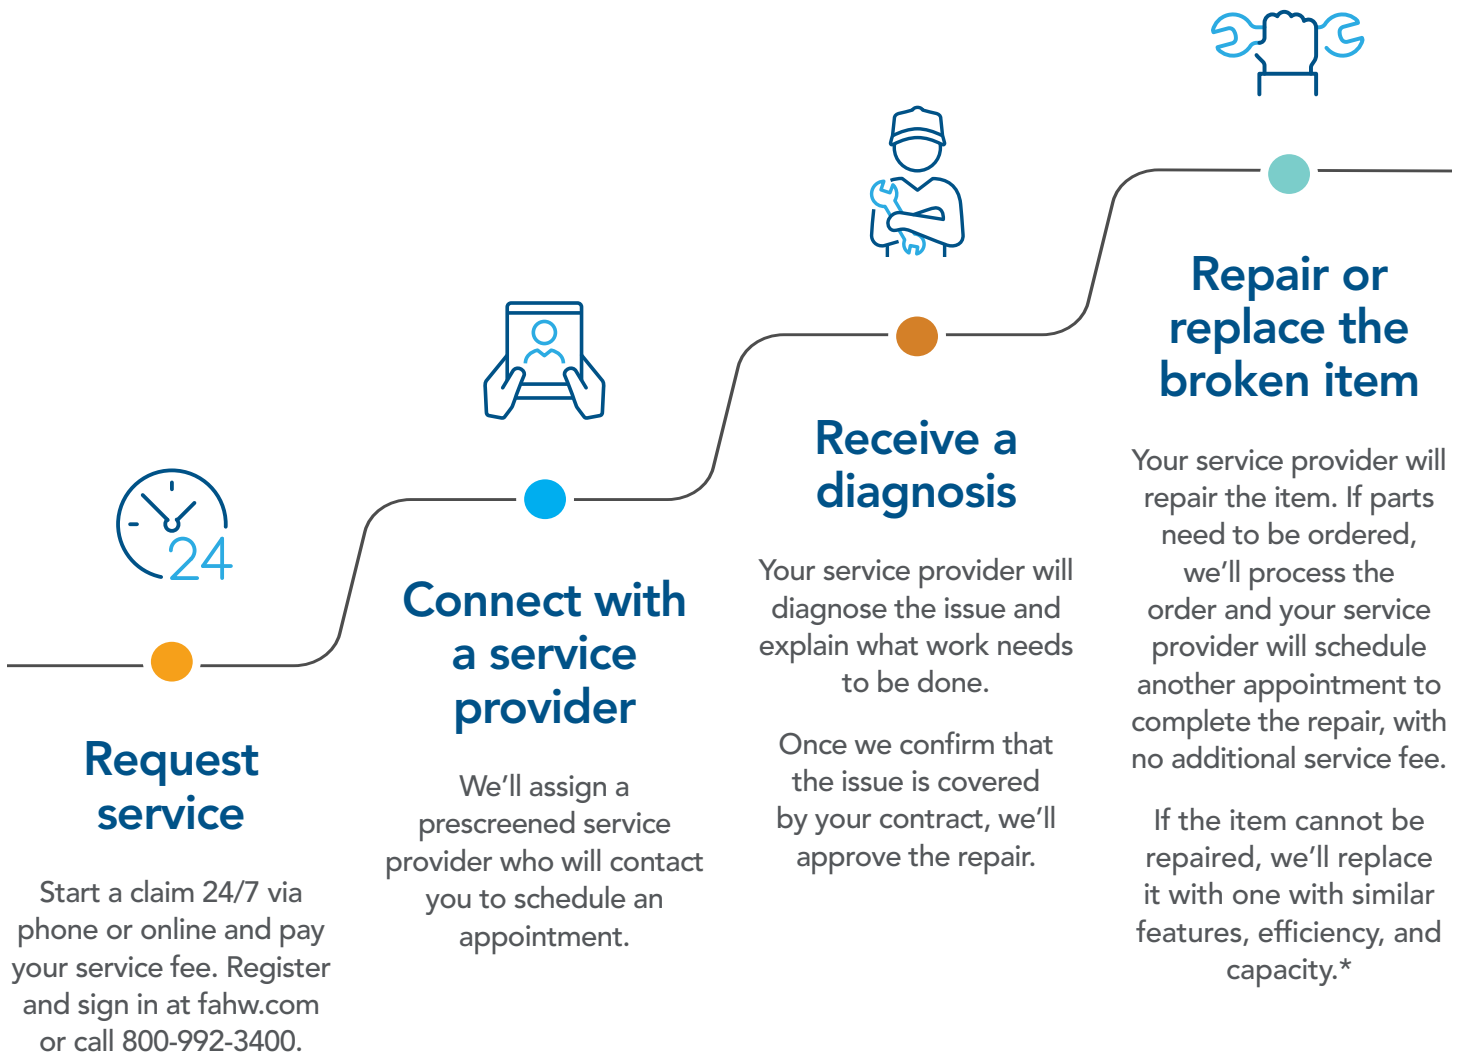 24
Request
service
Start a claim 24/7 via
phone or online and pay
your service fee. Register
and sign in at fahw.com
or call 800-992-3400.
Connect with
a service
provider
We’ll assign a
prescreened service
provider who will contact
you to schedule an
appointment.
Receive a
diagnosis
Your service provider will
diagnose the issue and
explain what work needs
to be done.
Once we confirm that
the issue is covered
by your contract, we’ll
approve the repair.
Repair or
replace the
broken item
Your service provider will
repair the item. If parts
need to be ordered,
we’ll process the
order and your service
provider will schedule
another appointment to
complete the repair, with
no additional service fee.
If the item cannot be
repaired, we’ll replace
it with one with similar
features, efficiency, and
capacity.*